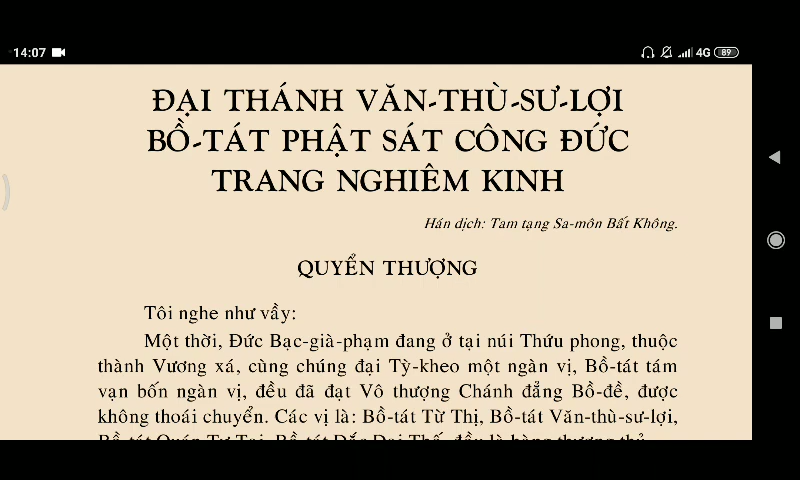 14:07
4G 89
ĐẠI THÁNH VĂN-THÙ-SƯ-LỢI
BỒ-TÁT PHẬT SÁT CÔNG ĐỨC
TRANG NGHIÊM KINH
Hán dịch: Tam tạng Sa-môn Bất Không.
QUYỂN THƯỢNG
Tôi nghe như vầy:
Một thời, Đức Bạc-già-phạm đang ở tại núi Thứu phong, thuộc
thành Vương xá, cùng chúng đại Tỳ-kheo một ngàn vị, Bồ-tát tám
vạn bốn ngàn vị, đều đã đạt Vô thượng Chánh đẳng Bồ-đề, được
không thoái chuyển. Các vị là: Bồ-tát Từ Thị, Bồ-tát Văn-thù-sư-lợi,